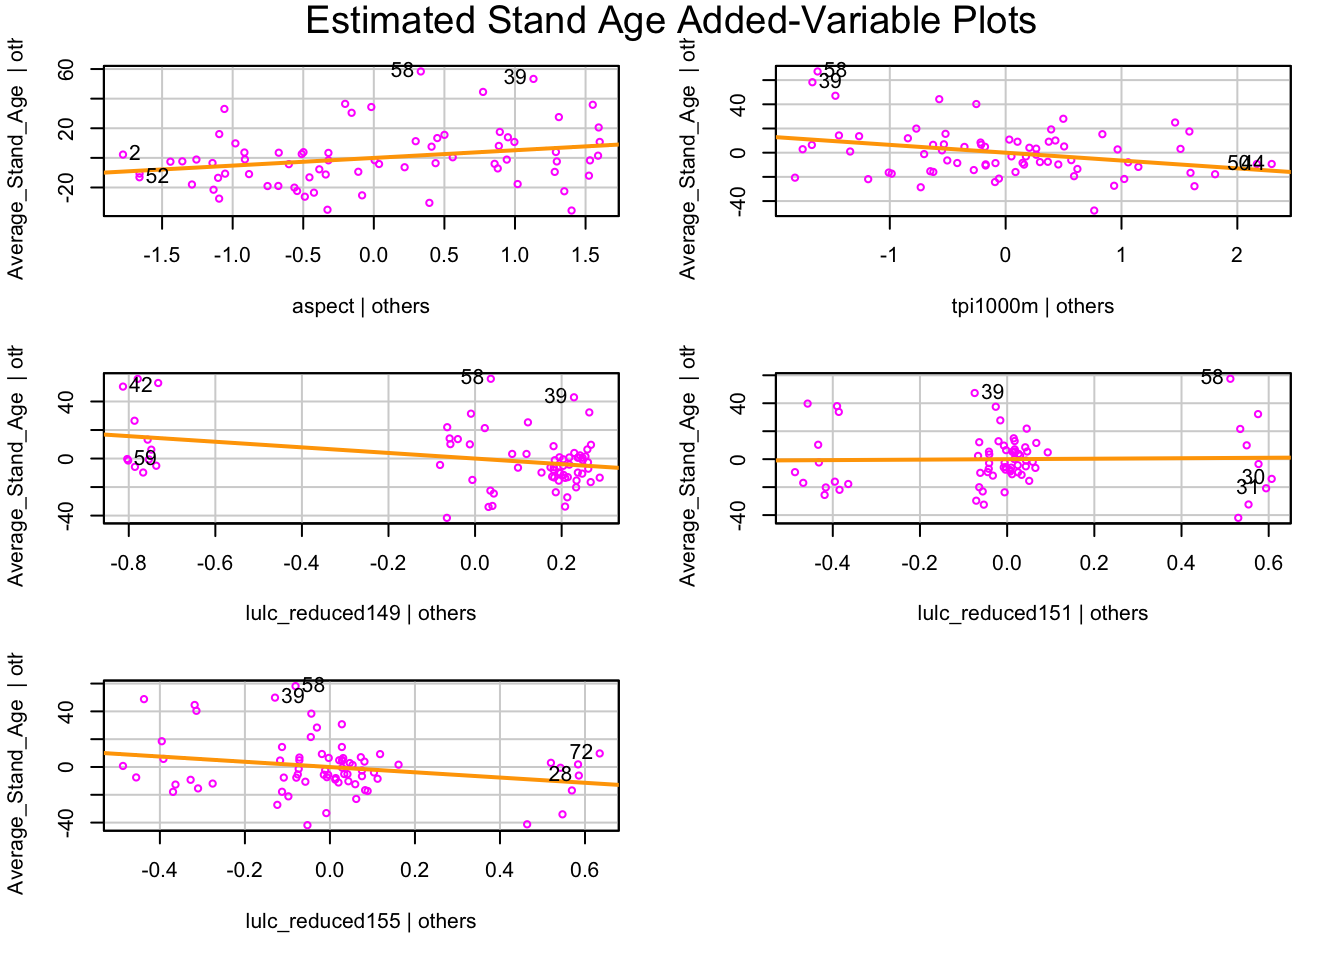 Estimated Stand Age Added-Variable Plots
Average_Stand_Age | oth
60
20
-20
58
39
2
52
-1.5 -1.0 -0.5 0.0 0.5 1.0 1.5
aspect | others
Average_Stand_Age | oth
40
0
-40
58
39
50
44
-1 0 1 2
tpi1000m | others
Average_Stand_Age | oth
40
0
-40
42
58
39
59
-0.8 -0.6 -0.4 -0.2 0.0 0.2
lulc_reduced149 | others
Average_Stand_Age | oth
40
0
-40
58
39
30
31
-0.4 -0.2 0.0 0.2 0.4 0.6
lulc_reduced151 | others
Average_Stand_Age | oth
40
0
-40
58
39
72
28
-0.4 -0.2 0.0 0.2 0.4 0.6
lulc_reduced155 | others